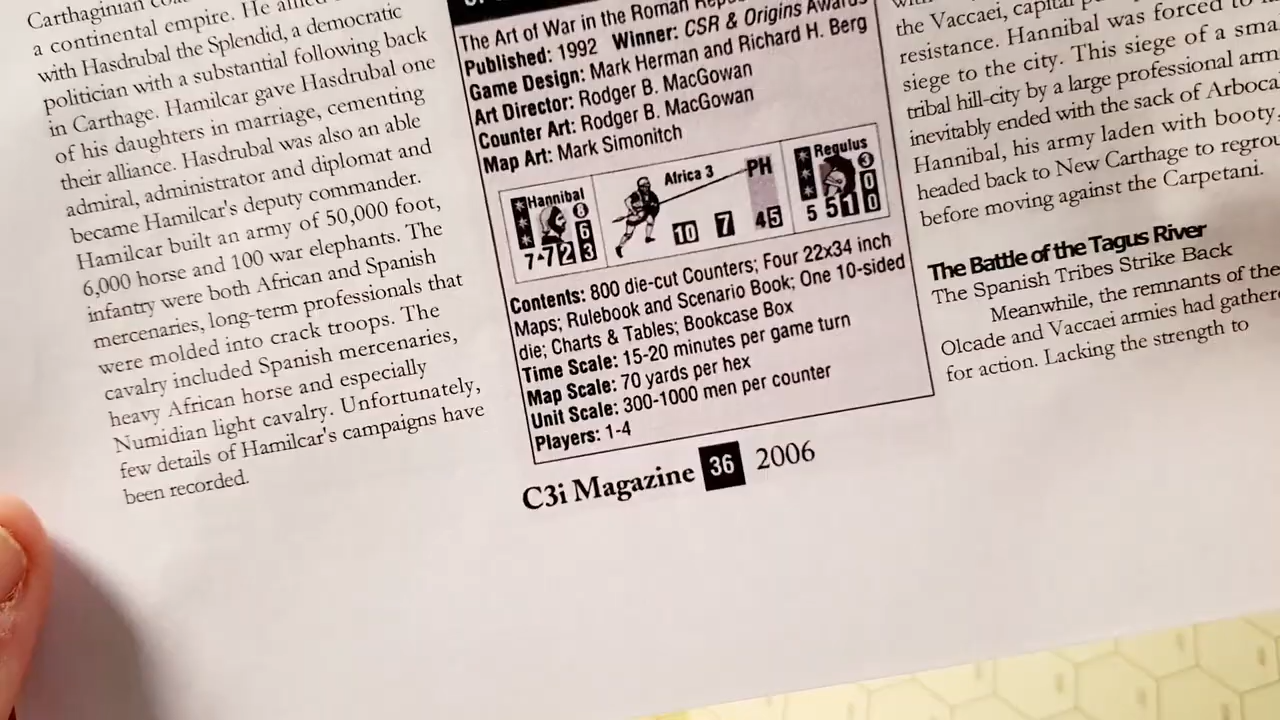 Carthaginian
a continental empire. He allied
with Hasdrubal the Splendid, a democratic
politician with a substantial following back
in Carthage. Hamilcar gave Hasdrubal one
of his daughters in marriage, cementing
their alliance. Hasdrubal was also an able
admiral, administrator and diplomat and
became Hamilcar's deputy commander.
Hamilcar built an army of 50,000 foot,
6,000 horse and 100 war elephants. The
infantry were both African and Spanish
mercenaries, long-term professionals that
were molded into crack troops. The
cavalry included Spanish mercenaries,
heavy African horse and especially
Numidian light cavalry. Unfortunately,
few details of Hamilcar's campaigns have
been recorded.
The Art of War in the Roman
Published: 1992 Winner: CSR & Origins Awards
Game Design: Mark Herman and Richard H. Berg
Art Director: Rodger B. MacGowan
Counter Art: Rodger B. MacGowan
Map Art: Mark Simonitch
Hannibal
8
6
7*7 2 3
Africa 3 PH
10 7 45
Regulus
3
0
5 5 1 0
Contents: 800 die-cut Counters; Four 22x34 inch
Maps; Rulebook and Scenario Book; One 10-sided
die; Charts & Tables; Bookcase Box
Time Scale: 15-20 minutes per game turn
Map Scale: 70 yards per hex
Unit Scale: 300-1000 men per counter
Players: 1-4
C3i Magazine 36 2006
the Vaccaei, capital
resistance. Hannibal was forced to
siege to the city. This siege of a
tribal hill-city by a large professional
inevitably ended with the sack of
Hannibal, his army laden with booty,
headed back to New Carthage to
before moving against the Carpetani.
The Battle of the Tagus River
The Spanish Tribes Strike Back
Meanwhile, the remnants of the
Olcade and Vaccaei armies had
for action. Lacking the strength to